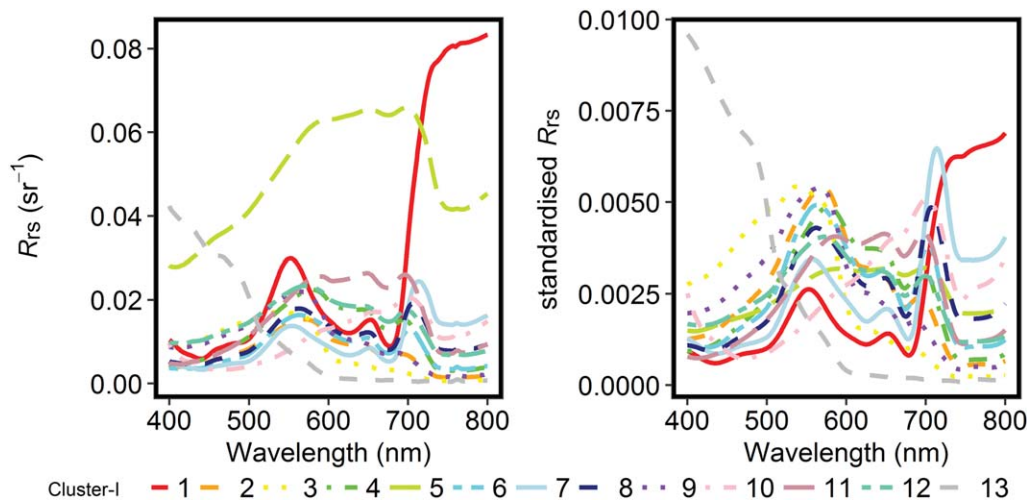 0.08
0.06
0.04
0.02
0.00
Rrs (sr⁻¹)
400 500 600 700 800
Wavelength (nm)
0.0100
0.0075
0.0050
0.0025
0.0000
standardised Rrs
400 500 600 700 800
Wavelength (nm)
Cluster-I 1 2 3 4 5 6 7 8 9 10 11 12 13